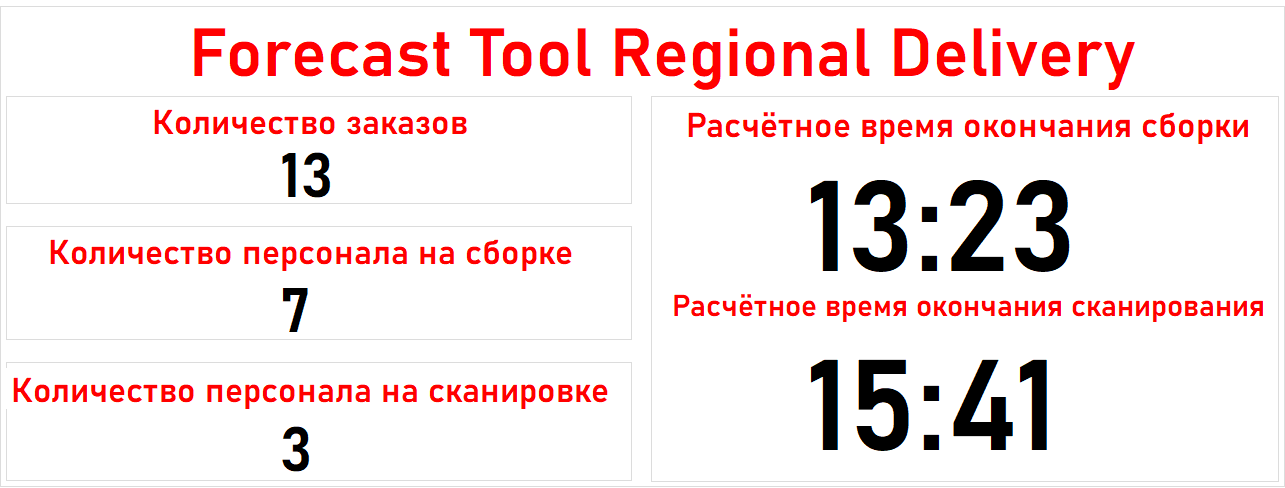 Forecast Tool Regional Delivery
Количество заказов
13
Количество персонала на сборке
7
Количество персонала на сканировке
3
Расчётное время окончания сборки
13:23
Расчётное время окончания сканирования
15:41